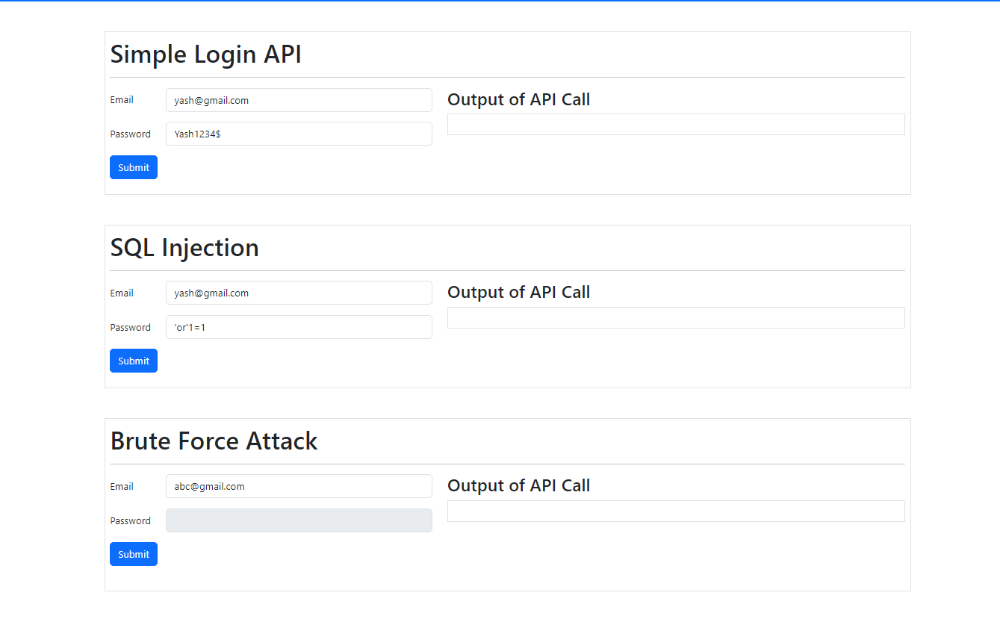 Simple Login API
Email yash@gmail.com Output of API Call
Password Yash1234$
Submit
SQL Injection
Email yash@gmail.com Output of API Call
Password 'or'1=1
Submit
Brute Force Attack
Email abc@gmail.com Output of API Call
Password
Submit